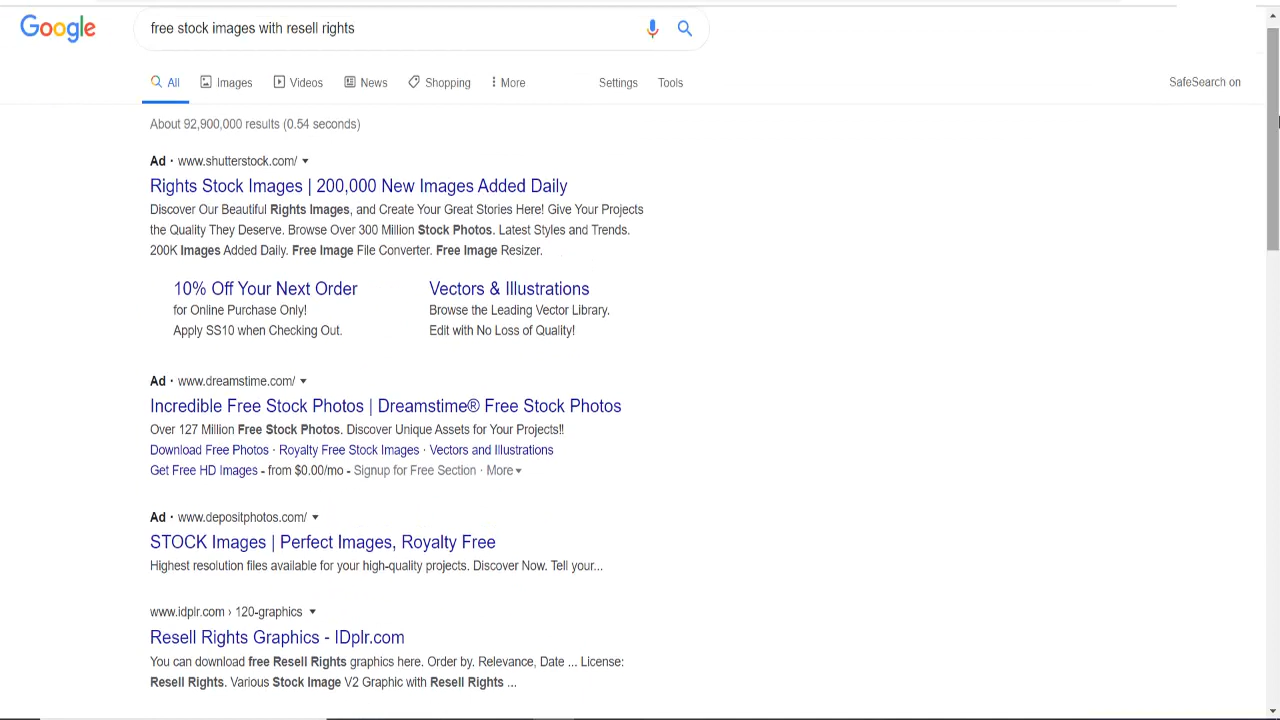 Google
free stock images with resell rights
All Images Videos News Shopping More Settings Tools SafeSearch on
About 92,900,000 results (0.54 seconds)
Ad · www.shutterstock.com/
Rights Stock Images | 200,000 New Images Added Daily
Discover Our Beautiful Rights Images, and Create Your Great Stories Here! Give Your Projects
the Quality They Deserve. Browse Over 300 Million Stock Photos. Latest Styles and Trends.
200K Images Added Daily. Free Image File Converter. Free Image Resizer.
10% Off Your Next Order Vectors & Illustrations
for Online Purchase Only! Browse the Leading Vector Library.
Apply SS10 when Checking Out. Edit with No Loss of Quality!
Ad · www.dreamstime.com/
Incredible Free Stock Photos | Dreamstime® Free Stock Photos
Over 127 Million Free Stock Photos. Discover Unique Assets for Your Projects!!
Download Free Photos · Royalty Free Stock Images · Vectors and Illustrations
Get Free HD Images - from $0.00/mo - Signup for Free Section · More
Ad · www.depositphotos.com/
STOCK Images | Perfect Images, Royalty Free
Highest resolution files available for your high-quality projects. Discover Now. Tell your...
www.idplr.com › 120-graphics
Resell Rights Graphics - IDplr.com
You can download free Resell Rights graphics here. Order by. Relevance, Date ... License:
Resell Rights. Various Stock Image V2 Graphic with Resell Rights ...